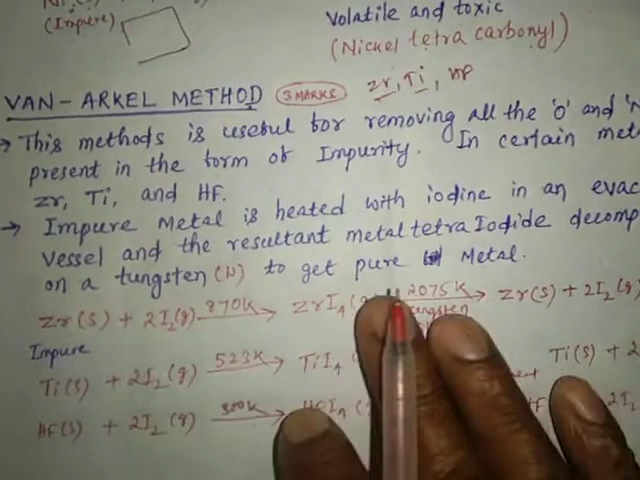 (Impure)
Volatile and toxic
(Nickel tetra carbonyl)
VAN-ARKEL METHOD (3 MARKS) Zr, Ti, HF
→ This methods is useful for removing all the 'O' and 'N
present in the form of Impurity. In certain met
Zr, Ti, and HF.
→ Impure Metal is heated with iodine in an evac
vessel and the resultant metal tetra Iodide decomp
on a tungsten (W) to get pure Metal.
Zr(S) + 2I₂(g) 870K→ ZrI₄(g 2075K→ Zr(S) + 2I₂(g)
Impure tungsten
Ti(S) + 2I₂(g) 523K→ TiI₄ ( Ti(S) + 2
HF(S) + 2I₂(g) 300K→ I₄ ( 2I₂